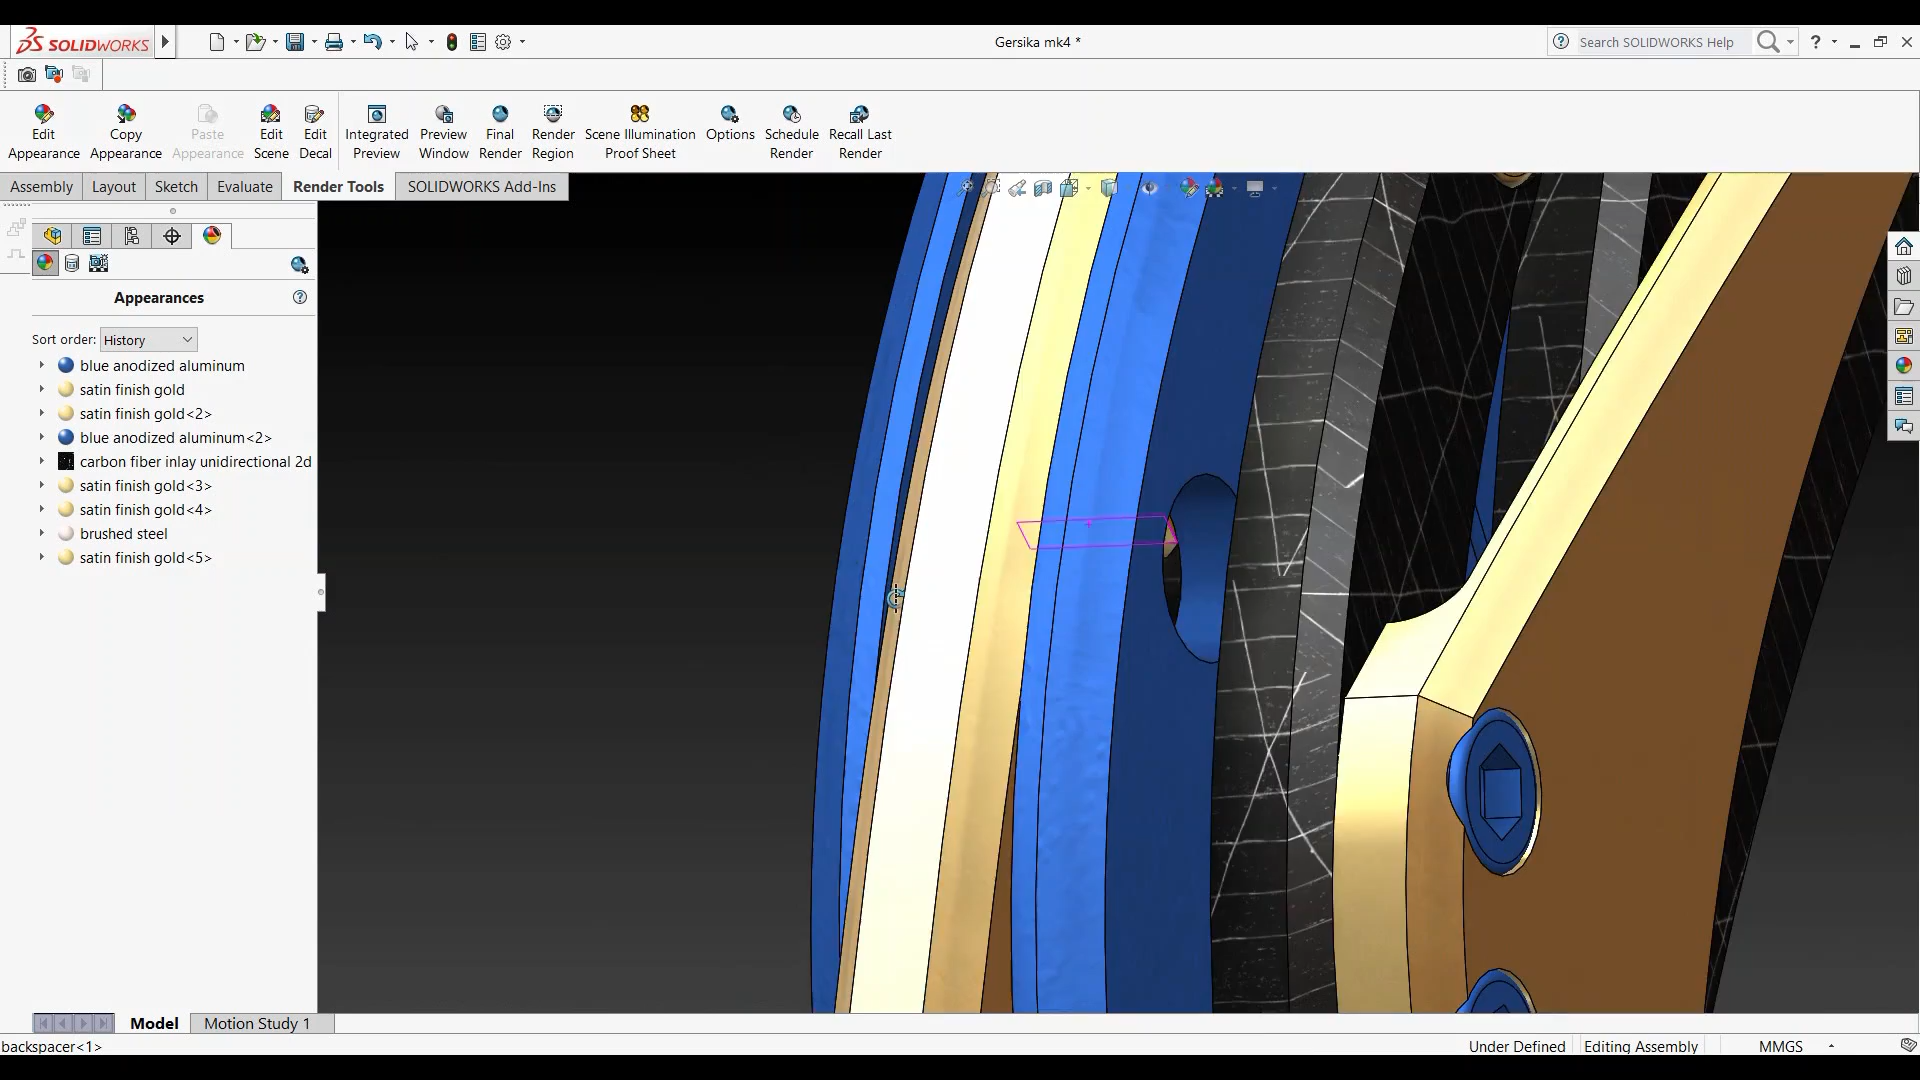 SOLIDWORKS
Gersika mk4 *
Search SOLIDWORKS Help
?
Edit Appearance
Copy Appearance
Paste Appearance
Edit Scene
Edit Decal
Integrated Preview
Preview Window
Final Render
Render Region
Scene Illumination Proof Sheet
Options
Schedule Render
Recall Last Render
Assembly
Layout
Sketch
Evaluate
Render Tools
SOLIDWORKS Add-Ins
Appearances
Sort order: History
blue anodized aluminum
satin finish gold
satin finish gold<2>
blue anodized aluminum<2>
carbon fiber inlay unidirectional 2d
satin finish gold<3>
satin finish gold<4>
brushed steel
satin finish gold<5>
Model
Motion Study 1
backspacer<1>
Under Defined
Editing Assembly
MMGS